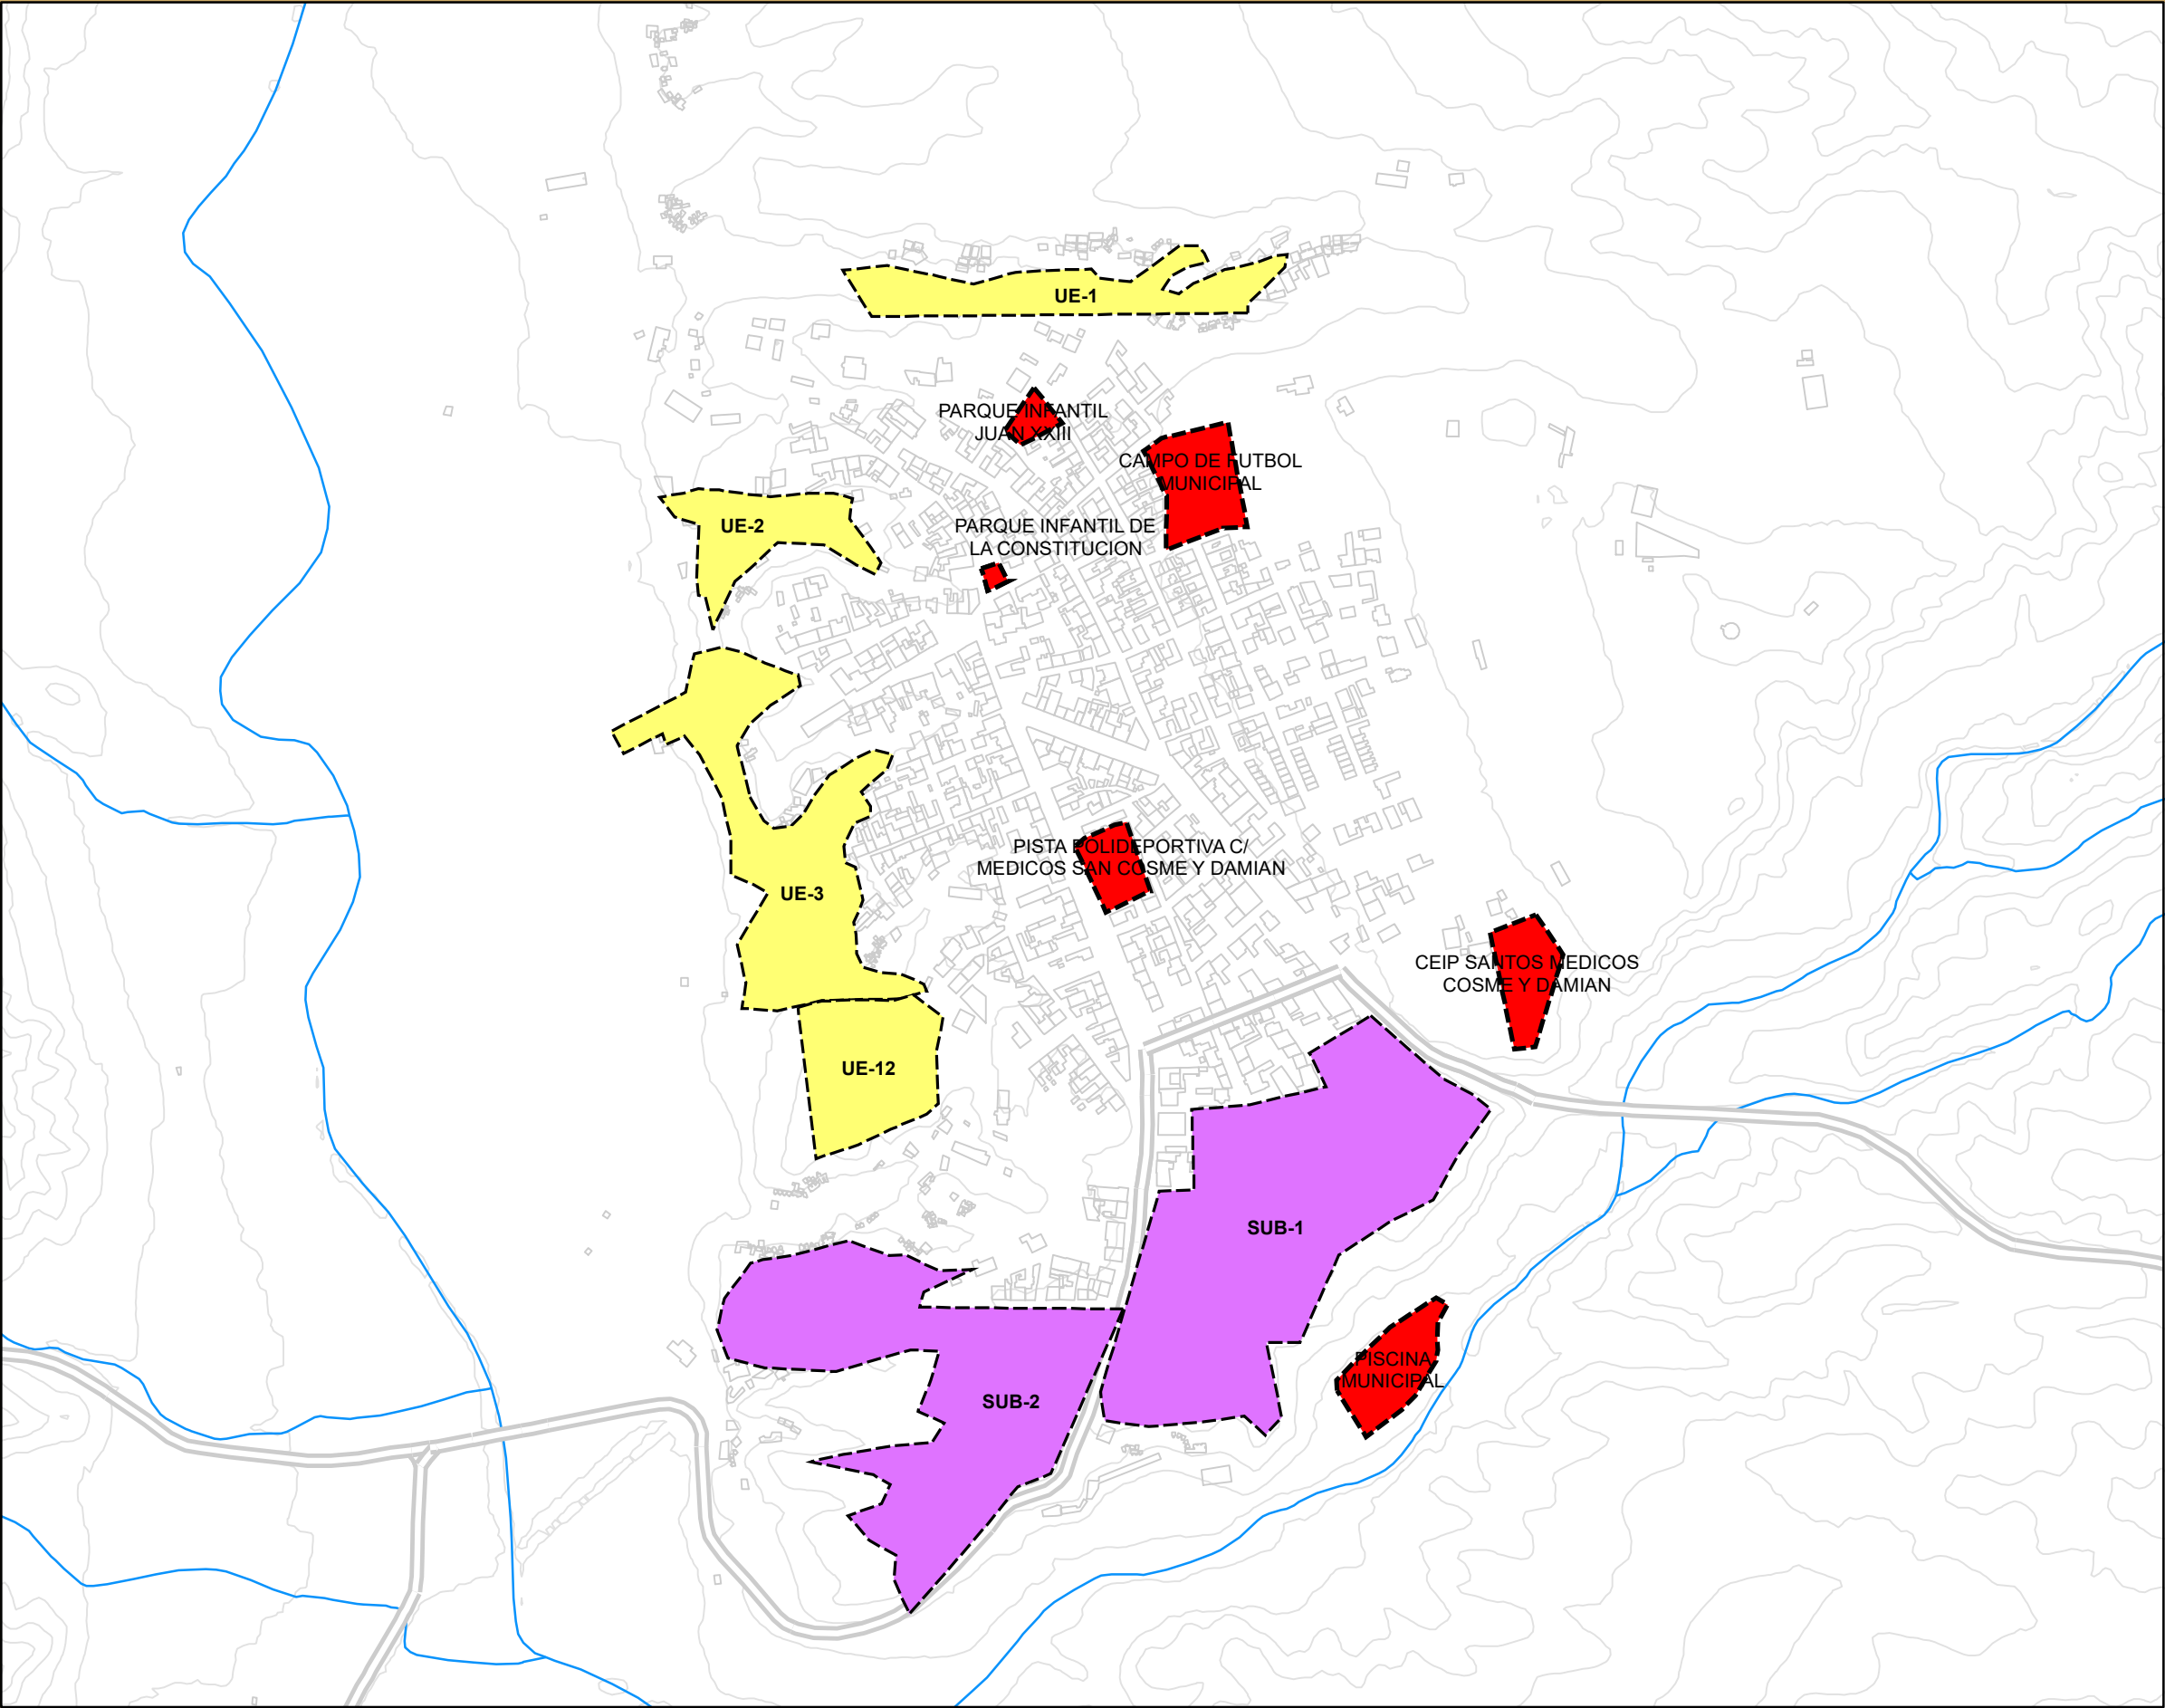 UE-1
PARQUE INFANTIL
JUAN XXIII
CAMPO DE FUTBOL
MUNICIPAL
UE-2
PARQUE INFANTIL DE
LA CONSTITUCION
PISTA POLIDEPORTIVA C/
MEDICOS SAN COSME Y DAMIAN
UE-3
CEIP SANTOS MEDICOS
COSME Y DAMIAN
UE-12
SUB-1
PISCINA
MUNICIPAL
SUB-2